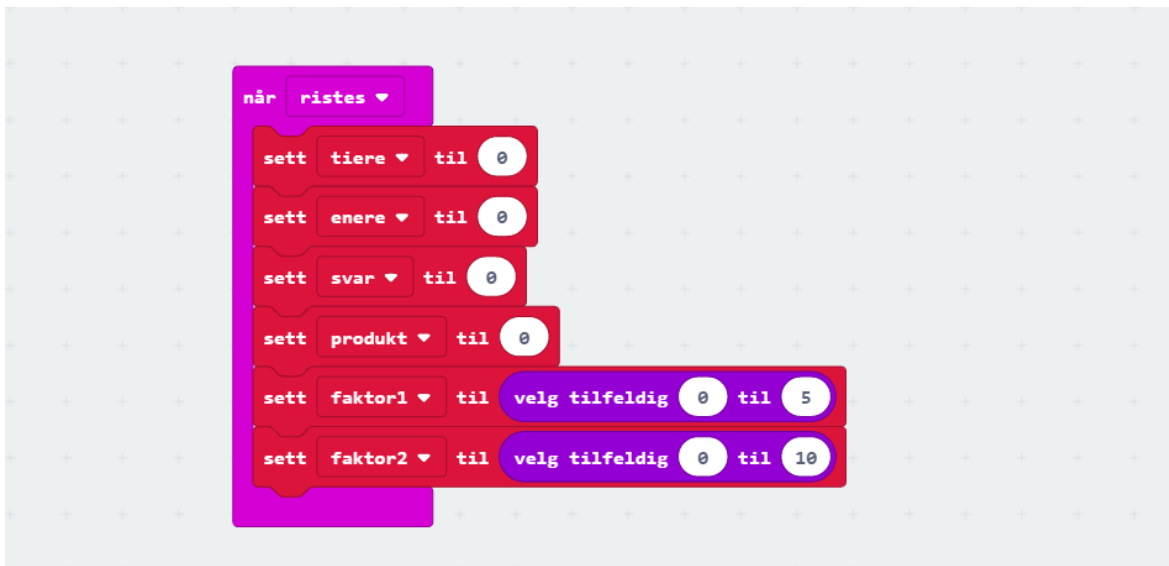 når ristes
sett tiere til 0
sett enere til 0
sett svar til 0
sett produkt til 0
sett faktor1 til velg tilfeldig 0 til 5
sett faktor2 til velg tilfeldig 0 til 10